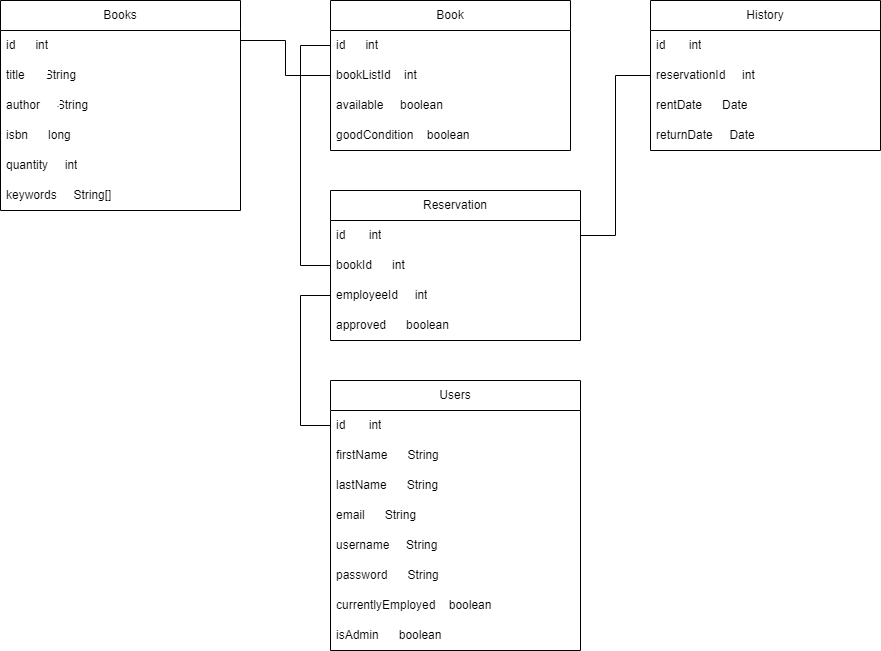 Books
id int
title String
author String
isbn long
quantity int
keywords String[]
Book
id int
bookListId int
available boolean
goodCondition boolean
History
id int
reservationId int
rentDate Date
returnDate Date
Reservation
id int
bookId int
employeeId int
approved boolean
Users
id int
firstName String
lastName String
email String
username String
password String
currentlyEmployed boolean
isAdmin boolean